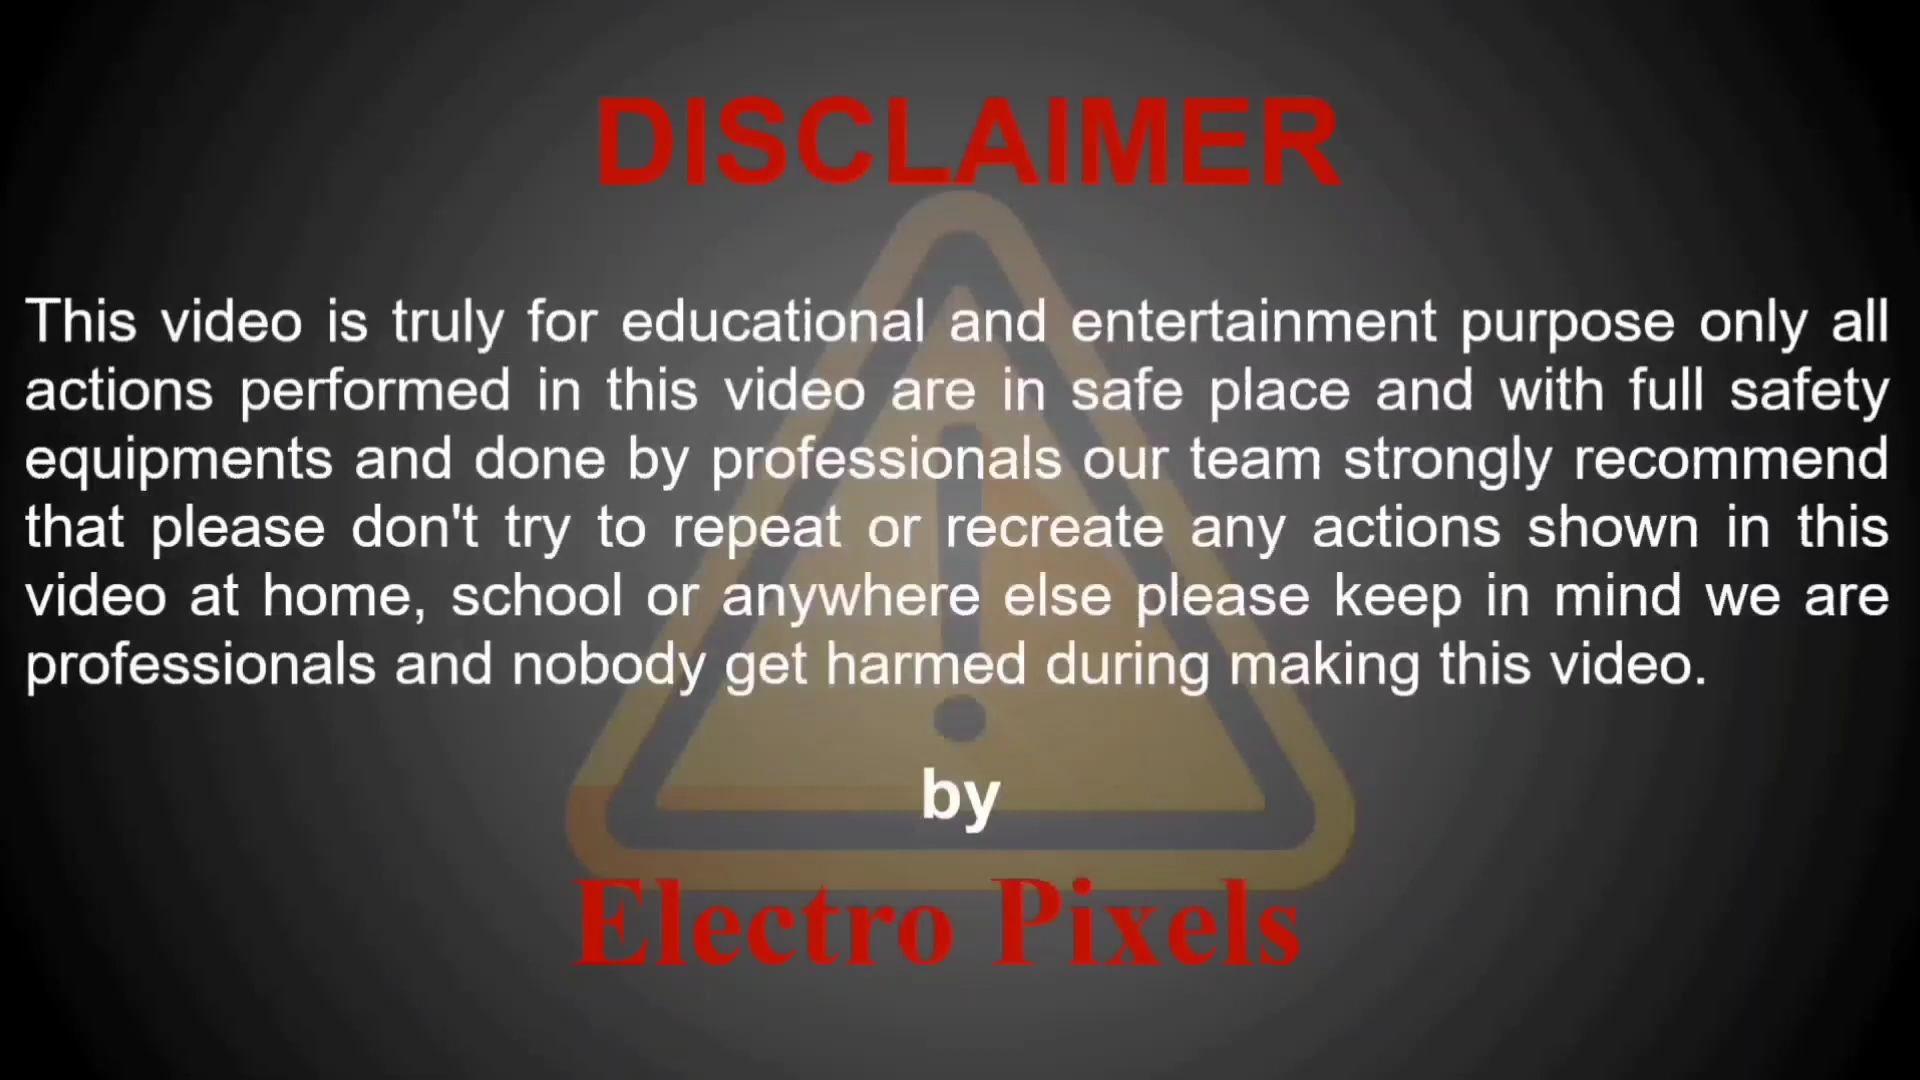 DISCLAIMER
This video is truly for educational and entertainment purpose only all
actions performed in this video are in safe place and with full safety
equipments and done by professionals our team strongly recommend
that please don't try to repeat or recreate any actions shown in this
video at home, school or anywhere else please keep in mind we are
professionals and nobody get harmed during making this video.
by
Electro Pixels